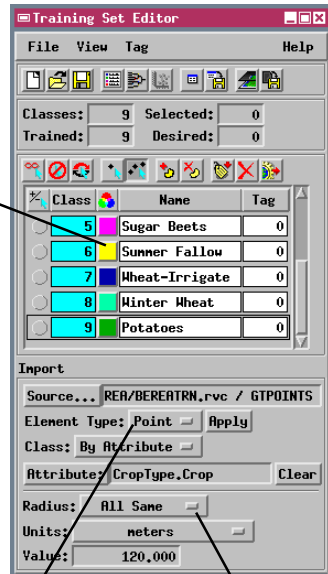 Training Set Editor
File View Tag Help
Classes: 9 Selected: 0
Trained: 9 Desired: 0
Class Name Tag
5 Sugar Beets 0
6 Summer Fallow 0
7 Wheat-Irrigate 0
8 Winter Wheat 0
9 Potatoes 0
Import
Source... REA/BEREATRN.rvc / GTPOINTS
Element Type: Point Apply
Class: By Attribute
Attribute: CropType.Crop Clear
Radius: All Same
Units: meters
Value: 120.000